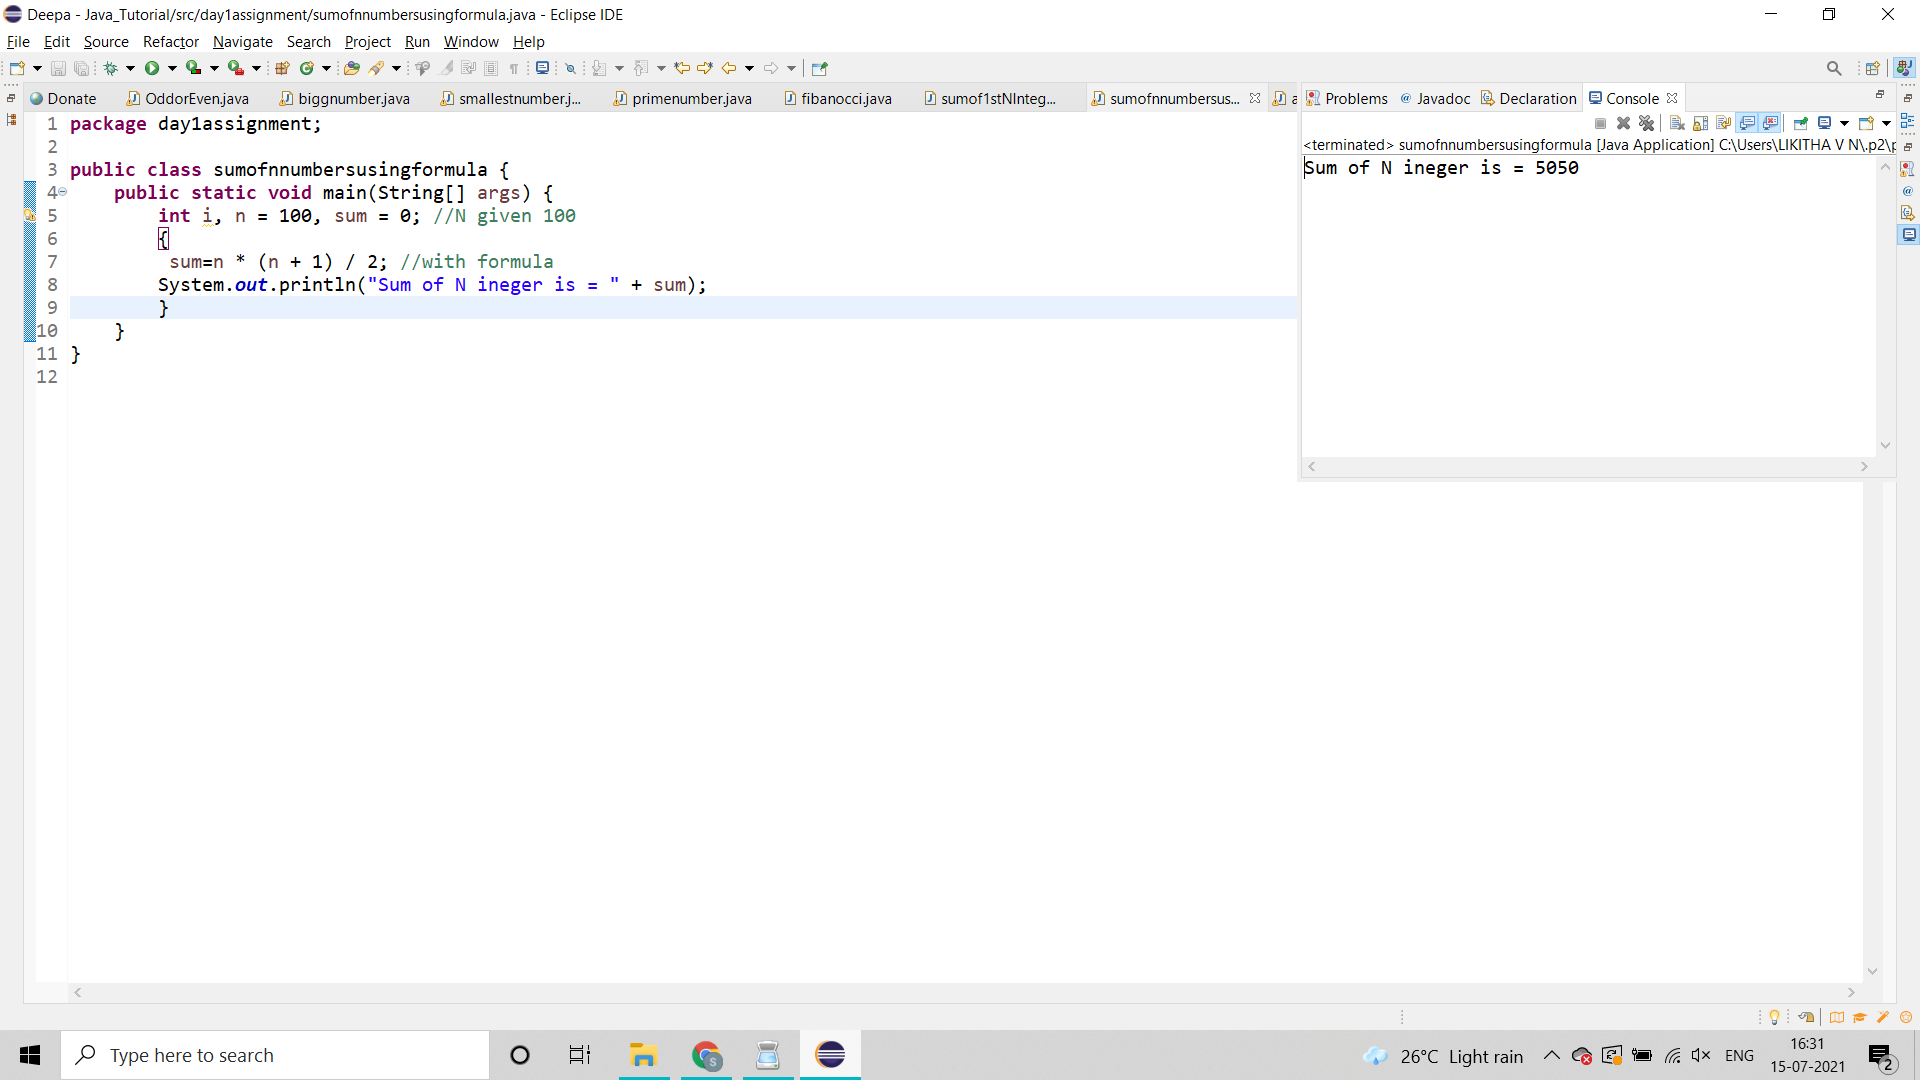 Deepa - Java_Tutorial/src/day1assignment/sumofnnumbersusingformula.java - Eclipse IDE
File Edit Source Refactor Navigate Search Project Run Window Help
Donate OddorEven.java biggnumber.java smallestnumber.j... primenumber.java fibanocci.java sumof1stNInteg... sumofnnumbersus... a
Problems @ Javadoc Declaration Console
<terminated> sumofnnumbersusingformula [Java Application] C:\Users\LIKITHA V N\.p2\p
Sum of N ineger is = 5050
1 package day1assignment;
2
3 public class sumofnnumbersusingformula {
4 public static void main(String[] args) {
5 int i, n = 100, sum = 0; //N given 100
6 {
7 sum=n * (n + 1) / 2; //with formula
8 System.out.println("Sum of N ineger is = " + sum);
9 }
10 }
11 }
12
Type here to search
26°C Light rain
ENG
16:31
15-07-2021
2